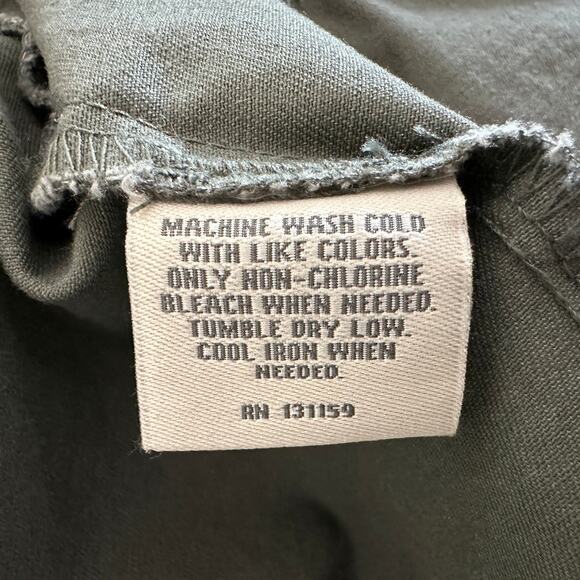 MACHINE WASH COLD
WITH LIKE COLORS.
ONLY NON-CHLORINE
BLEACH WHEN NEEDED.
TUMBLE DRY LOW.
COOL IRON WHEN
NEEDED.
RN 131159